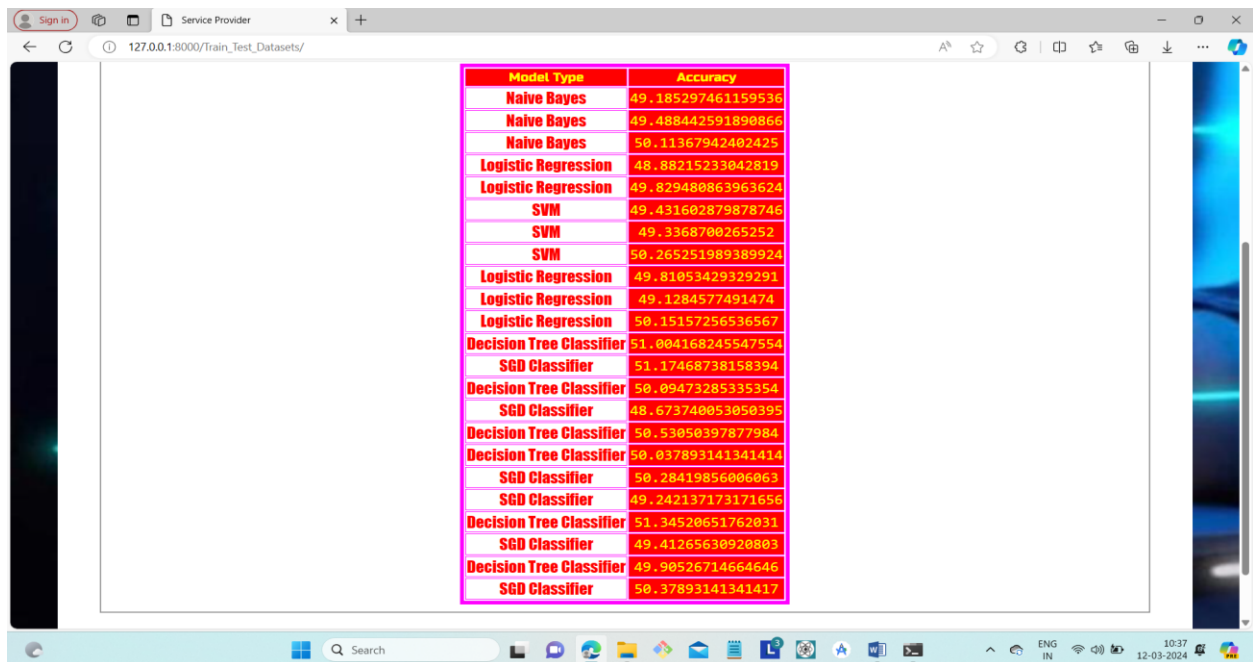 Sign in Service Provider
127.0.0.1:8000/Train_Test_Datasets/
Model Type Accuracy
Naive Bayes 49.185297461159536
Naive Bayes 49.488442591890866
Naive Bayes 50.11367942402425
Logistic Regression 48.88215233042819
Logistic Regression 49.829480863963624
SVM 49.431602879878746
SVM 49.3368700265252
SVM 50.265251989389924
Logistic Regression 49.81053429329291
Logistic Regression 49.1284577491474
Logistic Regression 50.15157256536567
Decision Tree Classifier 51.004168245547554
SGD Classifier 51.17468738158394
Decision Tree Classifier 50.09473285335354
SGD Classifier 48.673740053050395
Decision Tree Classifier 50.53050397877984
Decision Tree Classifier 50.037893141341414
SGD Classifier 50.28419856006063
SGD Classifier 49.242137173171656
Decision Tree Classifier 51.34520651762031
SGD Classifier 49.41265630920803
Decision Tree Classifier 49.90526714664646
SGD Classifier 50.37893141341417
Search ENG 10:37
IN 12-03-2024